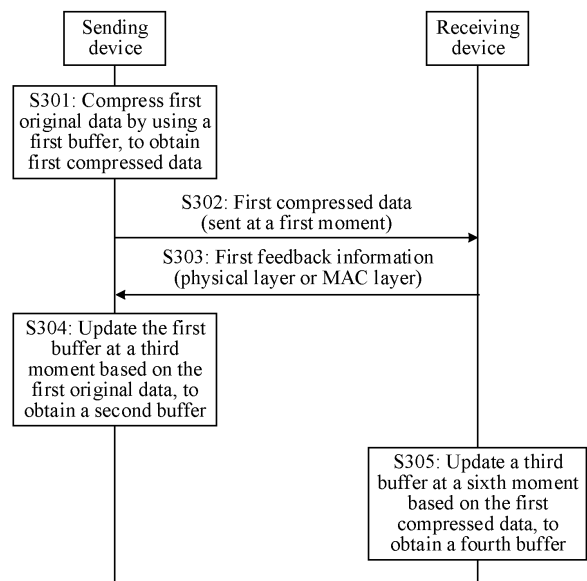 Sending
device
Receiving
device
S301: Compress first
original data by using a
first buffer, to obtain
first compressed data
S302: First compressed data
(sent at a first moment)
S303: First feedback information
(physical layer or MAC layer)
S304: Update the first
buffer at a third
moment based on the
first original data, to
obtain a second buffer
S305: Update a third
buffer at a sixth moment
based on the first
compressed data, to
obtain a fourth buffer